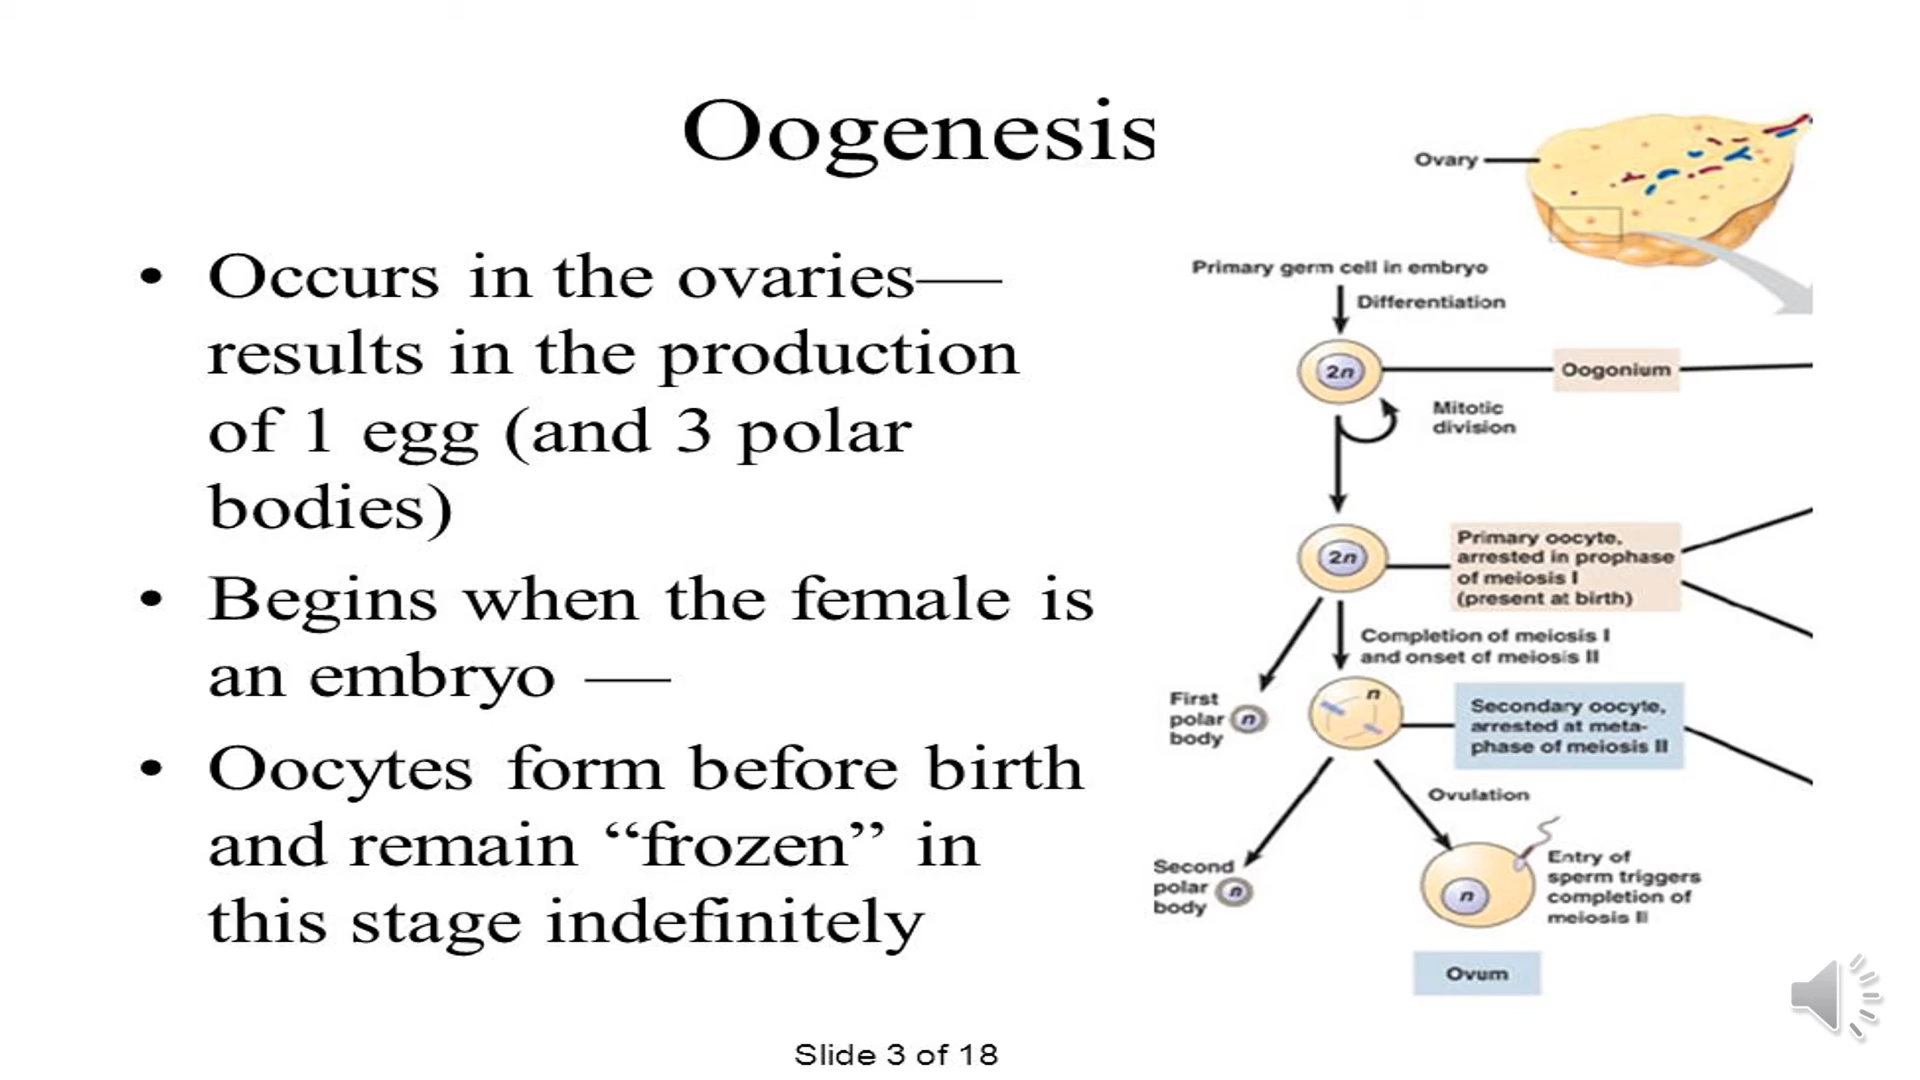 Oogenesis
• Occurs in the ovaries—
results in the production
of 1 egg (and 3 polar
bodies)
• Begins when the female is
an embryo —
• Oocytes form before birth
and remain “frozen” in
this stage indefinitely
Ovary
Primary germ cell in embryo
Differentiation
2n
Oogonium
Mitotic
division
2n
Primary oocyte,
arrested in prophase
of meiosis I
(present at birth)
Completion of meiosis I
and onset of meiosis II
First
polar
body
n
n
Secondary oocyte,
arrested at meta-
phase of meiosis II
Ovulation
Second
polar
body
n
n
Entry of
sperm triggers
completion of
meiosis II
Ovum
Slide 3 of 18